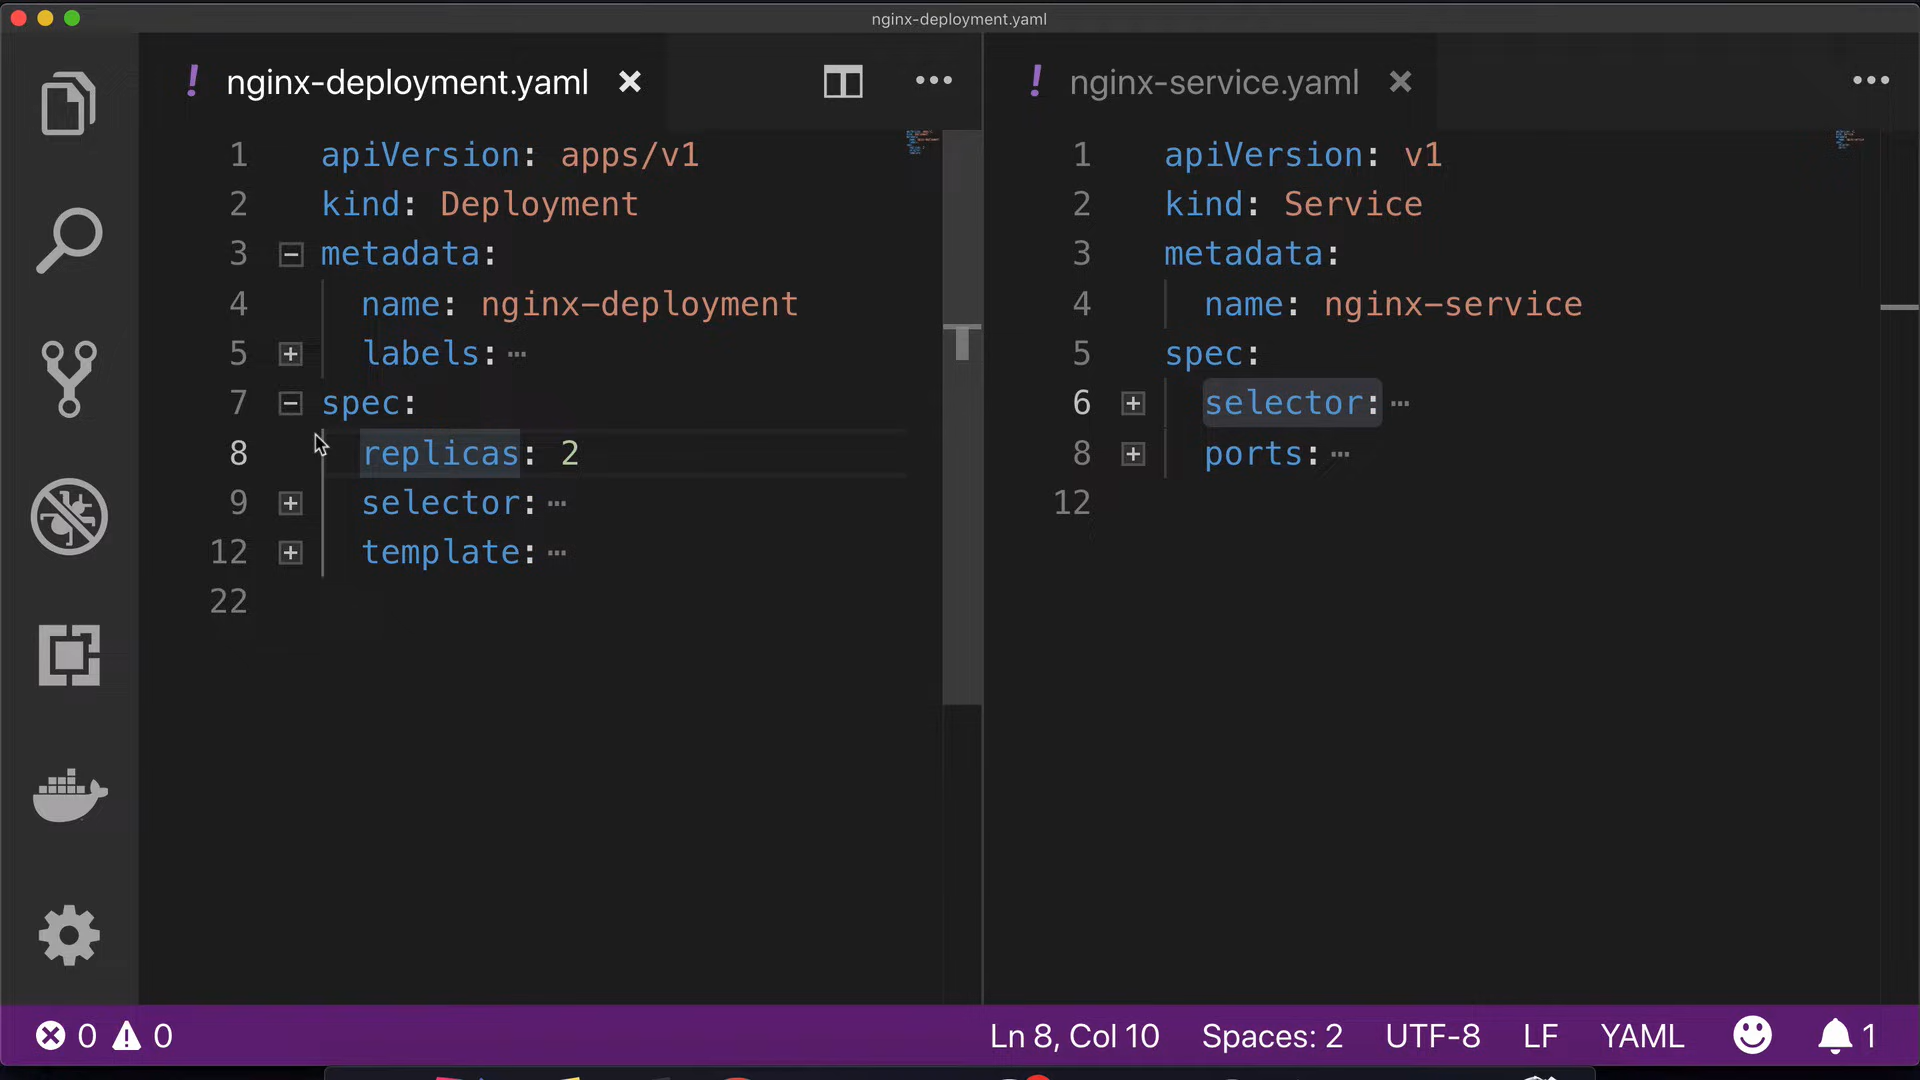 nginx-deployment.yaml
! nginx-deployment.yaml
1 apiVersion: apps/v1
2 kind: Deployment
3 metadata:
4 name: nginx-deployment
5 labels: ⋯
7 spec:
8 replicas: 2
9 selector: ⋯
12 template: ⋯
22
! nginx-service.yaml
1 apiVersion: v1
2 kind: Service
3 metadata:
4 name: nginx-service
5 spec:
6 selector: ⋯
8 ports: ⋯
12
0 0 Ln 8, Col 10 Spaces: 2 UTF-8 LF YAML 1